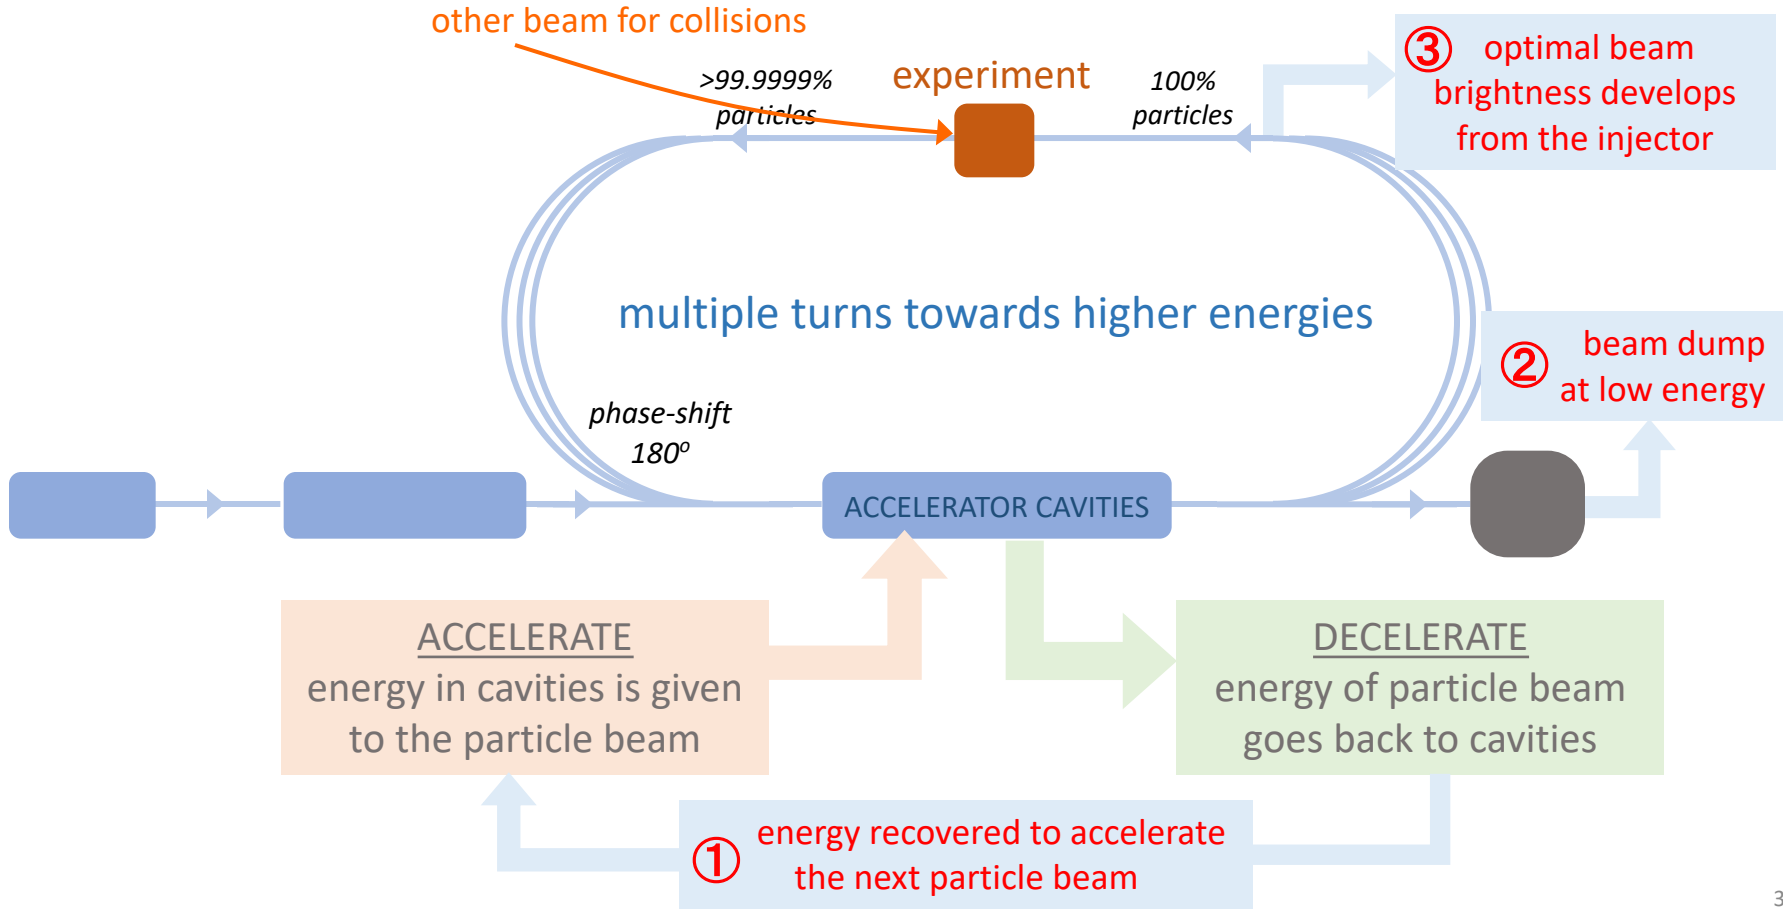 other beam for collisions
>99.9999%
particles
experiment
100%
particles
③ optimal beam
brightness develops
from the injector
multiple turns towards higher energies
② beam dump
at low energy
phase-shift
180º
ACCELERATOR CAVITIES
ACCELERATE
energy in cavities is given
to the particle beam
DECELERATE
energy of particle beam
goes back to cavities
① energy recovered to accelerate
the next particle beam
3